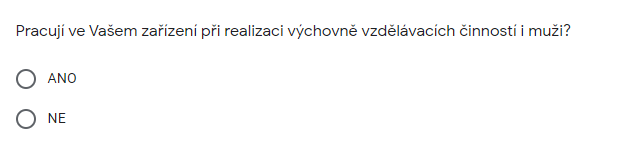 Pracují ve Vašem zařízení při realizaci výchovně vzdělávacích činností i muži?
ANO
NE